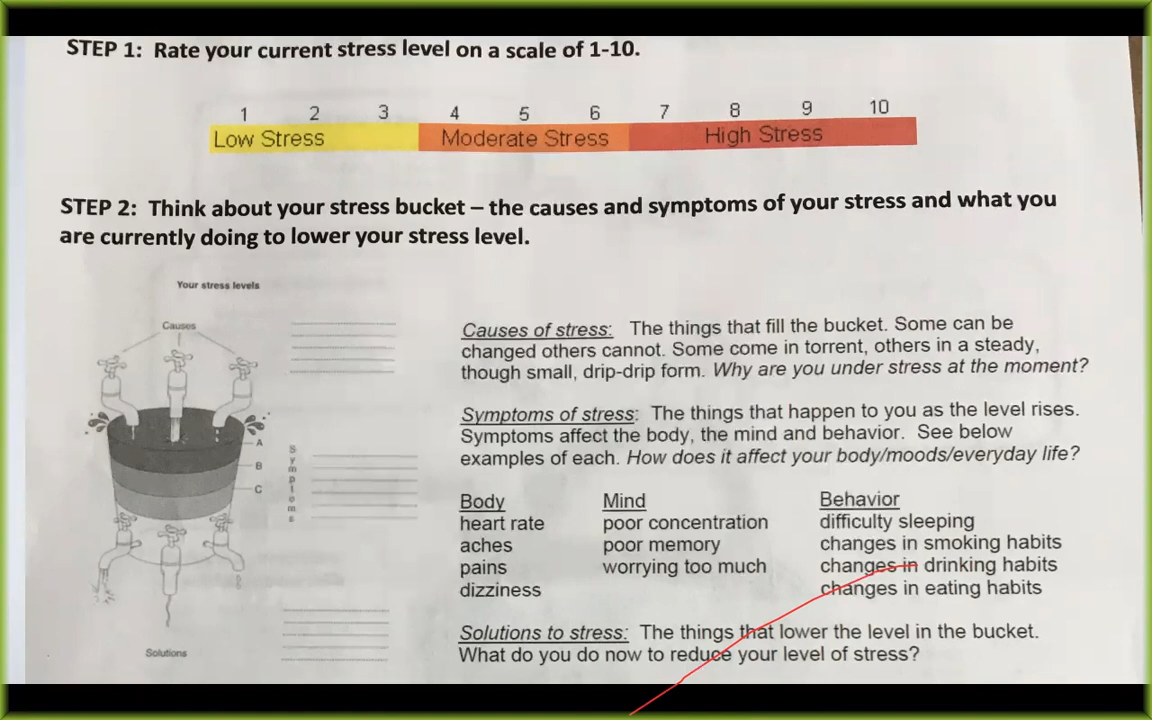 STEP 1: Rate your current stress level on a scale of 1-10.
1 2 3 4 5 6 7 8 9 10
Low Stress Moderate Stress High Stress
STEP 2: Think about your stress bucket – the causes and symptoms of your stress and what you
are currently doing to lower your stress level.
Your stress levels
Causes
A
B
C
Symptoms
Solutions
Causes of stress: The things that fill the bucket. Some can be
changed others cannot. Some come in torrent, others in a steady,
though small, drip-drip form. Why are you under stress at the moment?
Symptoms of stress: The things that happen to you as the level rises.
Symptoms affect the body, the mind and behavior. See below
examples of each. How does it affect your body/moods/everyday life?
Body Mind Behavior
heart rate poor concentration difficulty sleeping
aches poor memory changes in smoking habits
pains worrying too much changes in drinking habits
dizziness changes in eating habits
Solutions to stress: The things that lower the level in the bucket.
What do you do now to reduce your level of stress?